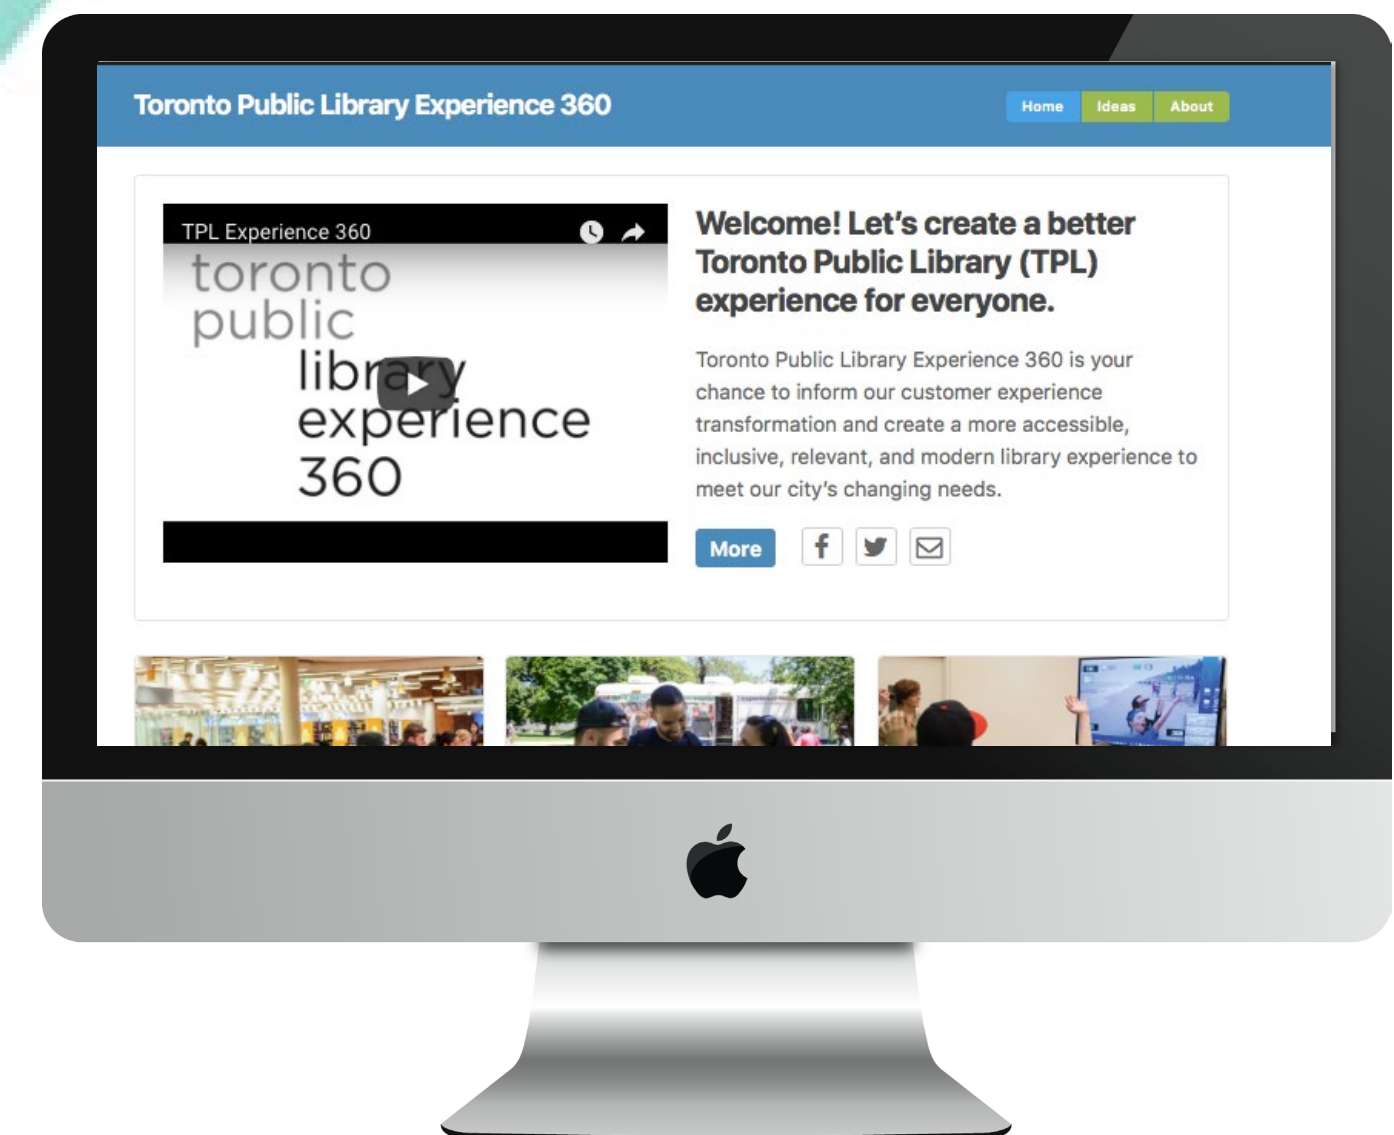 Toronto Public Library Experience 360
Home Ideas About
TPL Experience 360
toronto
public
library
experience
360
Welcome! Let's create a better
Toronto Public Library (TPL)
experience for everyone.
Toronto Public Library Experience 360 is your
chance to inform our customer experience
transformation and create a more accessible,
inclusive, relevant, and modern library experience to
meet our city's changing needs.
More